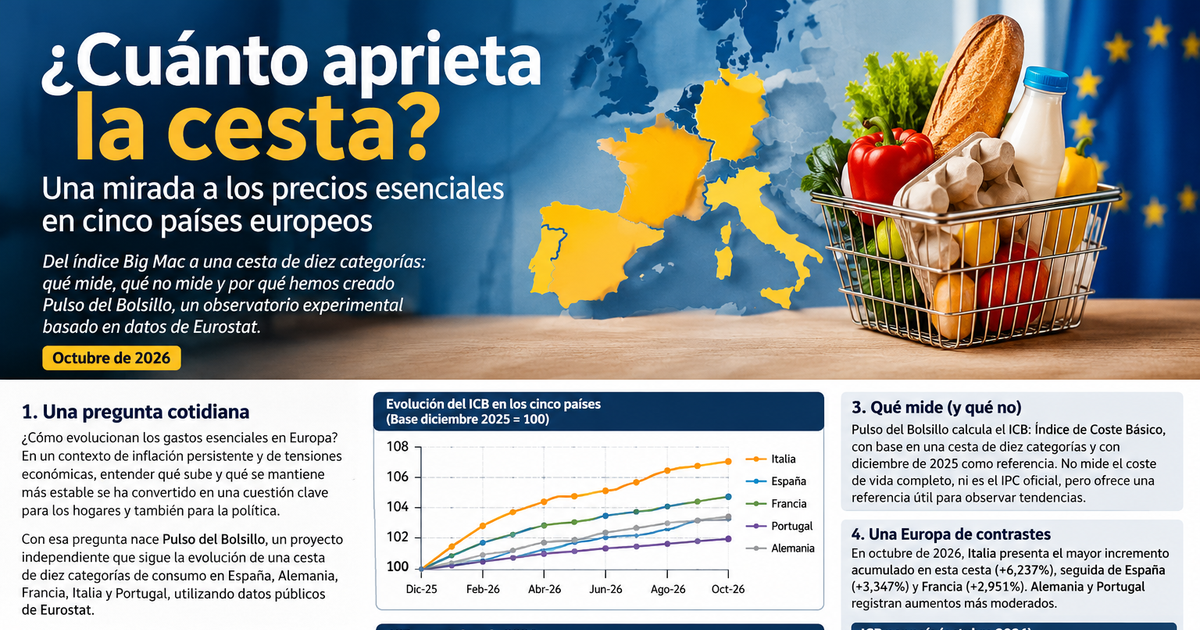 ¿Cuánto aprieta
la cesta?
Una mirada a los precios esenciales
en cinco países europeos
Del índice Big Mac a una cesta de diez categorías:
qué mide, qué no mide y por qué hemos creado
Pulso del Bolsillo, un observatorio experimental
basado en datos de Eurostat.
Octubre de 2026
1. Una pregunta cotidiana
¿Cómo evolucionan los gastos esenciales en Europa?
En un contexto de inflación persistente y de tensiones
económicas, entender qué sube y qué se mantiene
más estable se ha convertido en una cuestión clave
para los hogares y también para la política.
Con esa pregunta nace Pulso del Bolsillo, un proyecto
independiente que sigue la evolución de una cesta
de diez categorías de consumo en España, Alemania,
Francia, Italia y Portugal, utilizando datos públicos
de Eurostat.
Evolución del ICB en los cinco países
(Base diciembre 2025 = 100)
108
106
104
102
100
Dic-25
Feb-26
Abr-26
Jun-26
Ago-26
Oct-26
Italia
España
Francia
Portugal
Alemania
3. Qué mide (y qué no)
Pulso del Bolsillo calcula el ICB: Índice de Coste Básico,
con base en una cesta de diez categorías y con
diciembre de 2025 como referencia. No mide el coste
de vida completo, ni es el IPC oficial, pero ofrece una
referencia útil para observar tendencias.
4. Una Europa de contrastes
En octubre de 2026, Italia presenta el mayor incremento
acumulado en esta cesta (+6,237%), seguida de España
(+3,347%) y Francia (+2,951%). Alemania y Portugal
registran aumentos más moderados.